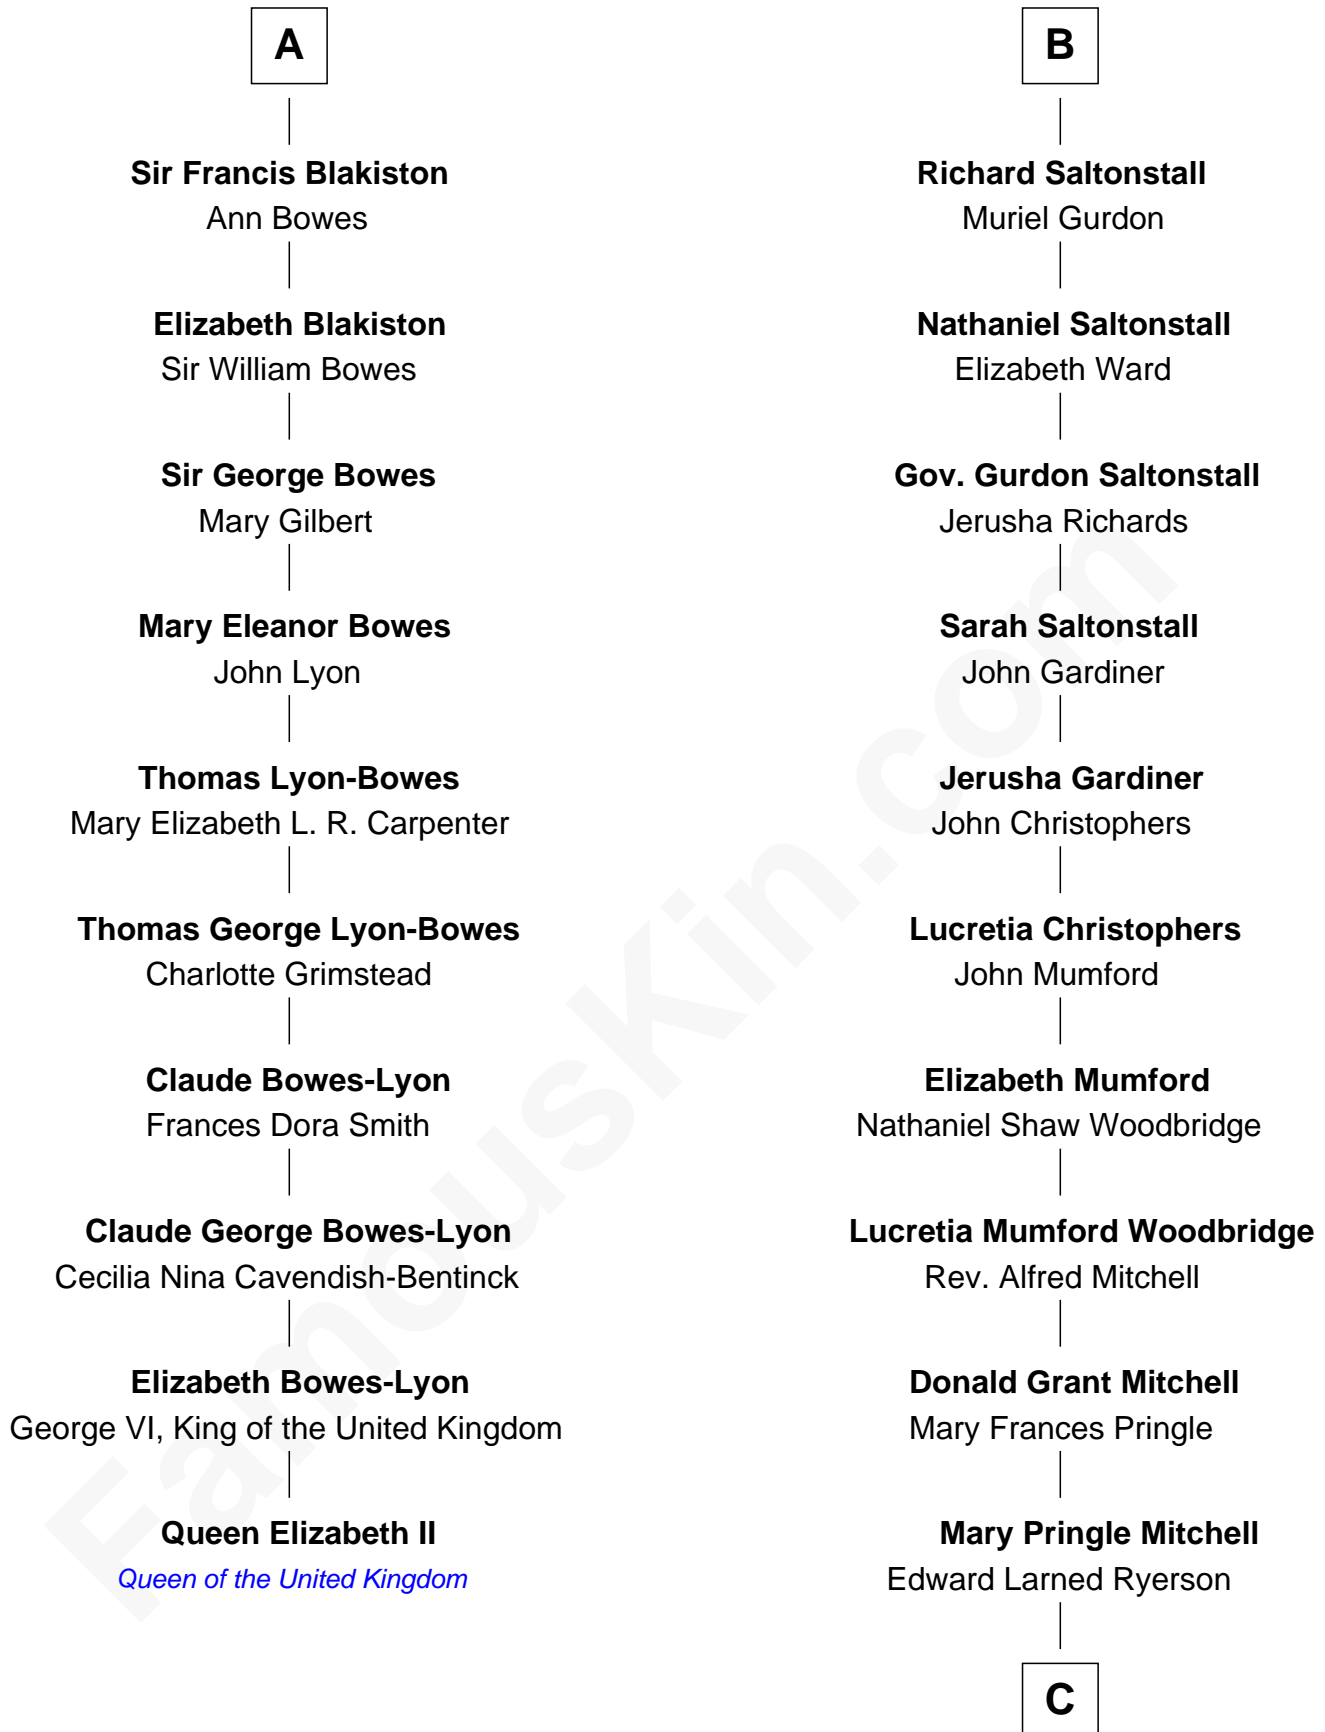 A
Sir Francis Blakiston
Ann Bowes
Elizabeth Blakiston
Sir William Bowes
Sir George Bowes
Mary Gilbert
Mary Eleanor Bowes
John Lyon
Thomas Lyon-Bowes
Mary Elizabeth L. R. Carpenter
Thomas George Lyon-Bowes
Charlotte Grimstead
Claude Bowes-Lyon
Frances Dora Smith
Claude George Bowes-Lyon
Cecilia Nina Cavendish-Bentinck
Elizabeth Bowes-Lyon
George VI, King of the United Kingdom
Queen Elizabeth II
Queen of the United Kingdom
B
Richard Saltonstall
Muriel Gurdon
Nathaniel Saltonstall
Elizabeth Ward
Gov. Gurdon Saltonstall
Jerusha Richards
Sarah Saltonstall
John Gardiner
Jerusha Gardiner
John Christophers
Lucretia Christophers
John Mumford
Elizabeth Mumford
Nathaniel Shaw Woodbridge
Lucretia Mumford Woodbridge
Rev. Alfred Mitchell
Donald Grant Mitchell
Mary Frances Pringle
Mary Pringle Mitchell
Edward Larned Ryerson
C
FamousKin.com